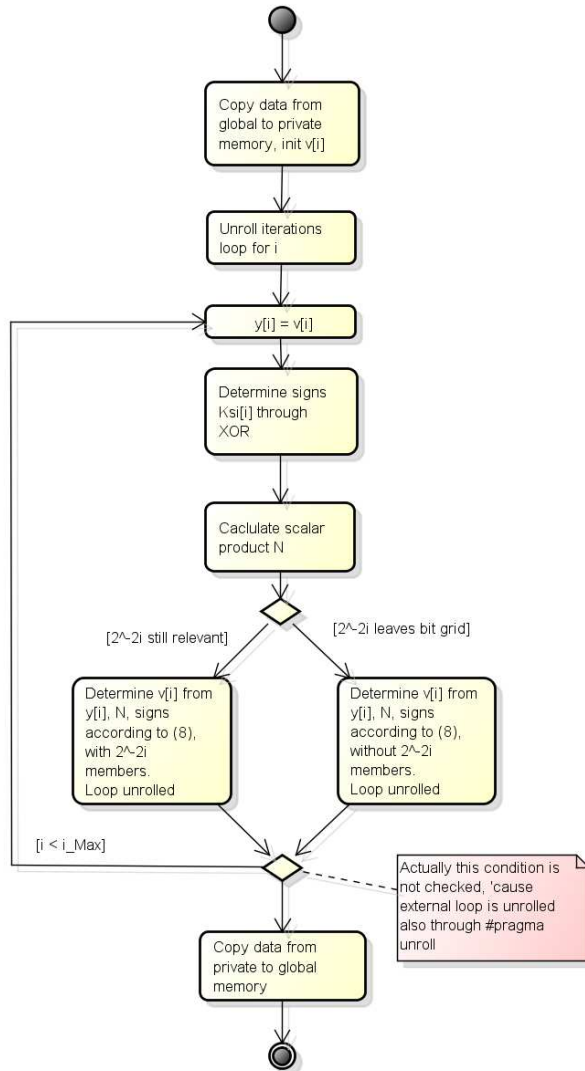 Copy data from
global to private
memory, init v[i]
Unroll iterations
loop for i
y[i] = v[i]
Determine signs
Ksi[i] through
XOR
Caclulate scalar
product N
[2^-2i still relevant]
[2^-2i leaves bit grid]
Determine v[i] from
y[i], N, signs
according to (8),
with 2^-2i
members.
Loop unrolled
Determine v[i] from
y[i], N, signs
according to (8),
without 2^-2i
members.
Loop unrolled
[i < i_Max]
Actually this condition is
not checked, 'cause
external loop is unrolled
also through #pragma
unroll
Copy data from
private to global
memory